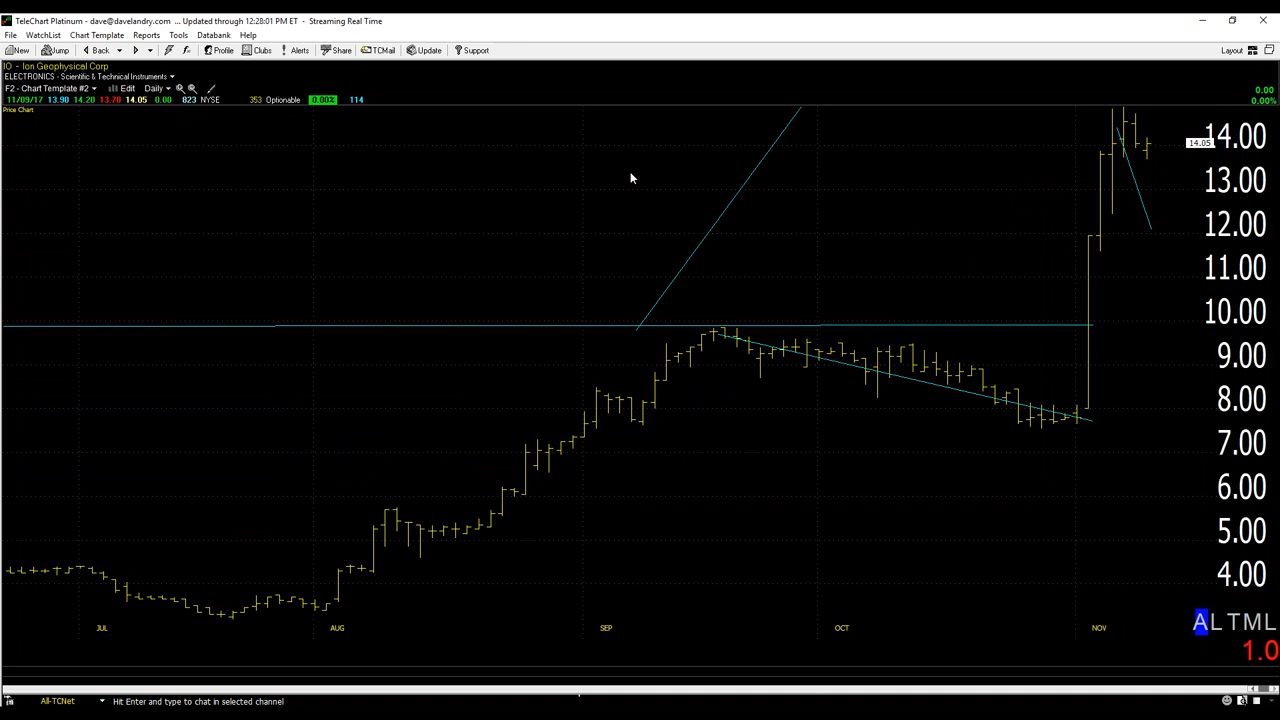 TeleChart Platinum - dave@davelandry.com ... Updated through 12:28:01 PM ET - Streaming Real Time
File WatchList Chart Template Reports Tools Databank Help
New Jump Back Profile Clubs Alerts Share TCMail Update Support Layout
IO - Ion Geophysical Corp
ELECTRONICS - Scientific & Technical Instruments
F2 - Chart Template #2 Edit Daily
11/09/17 13.90 14.20 13.70 14.05 0.00 823 NYSE 353 Optionable 0.00% 114
0.00
0.00%
Price Chart
14.00
14.05
13.00
12.00
11.00
10.00
9.00
8.00
7.00
6.00
5.00
4.00
ALTML
JUL AUG SEP OCT NOV
1.0
All-TCNet Hit Enter and type to chat in selected channel